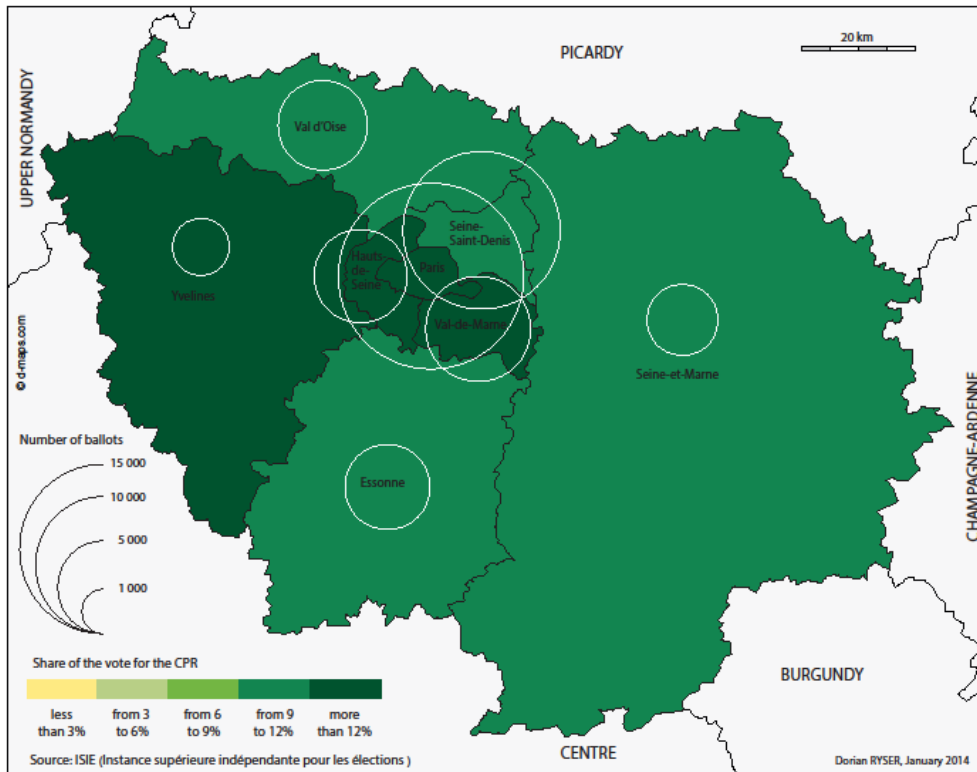 20 km
PICARDY
UPPER NORMANDY
Val d'Oise
Seine-
Saint-Denis
Hauts-
de-
Seine
Paris
Yvelines
Val-de-Marne
Seine-et-Marne
© d-maps.com
CHAMPAGNE-ARDENNE
Number of ballots
15 000
10 000
5 000
1 000
Essonne
BURGUNDY
Share of the vote for the CPR
less
than 3%
from 3
to 6%
from 6
to 9%
from 9
to 12%
more
than 12%
CENTRE
Source: ISIE (Instance supérieure indépendante pour les élections )
Dorian RYSER, January 2014